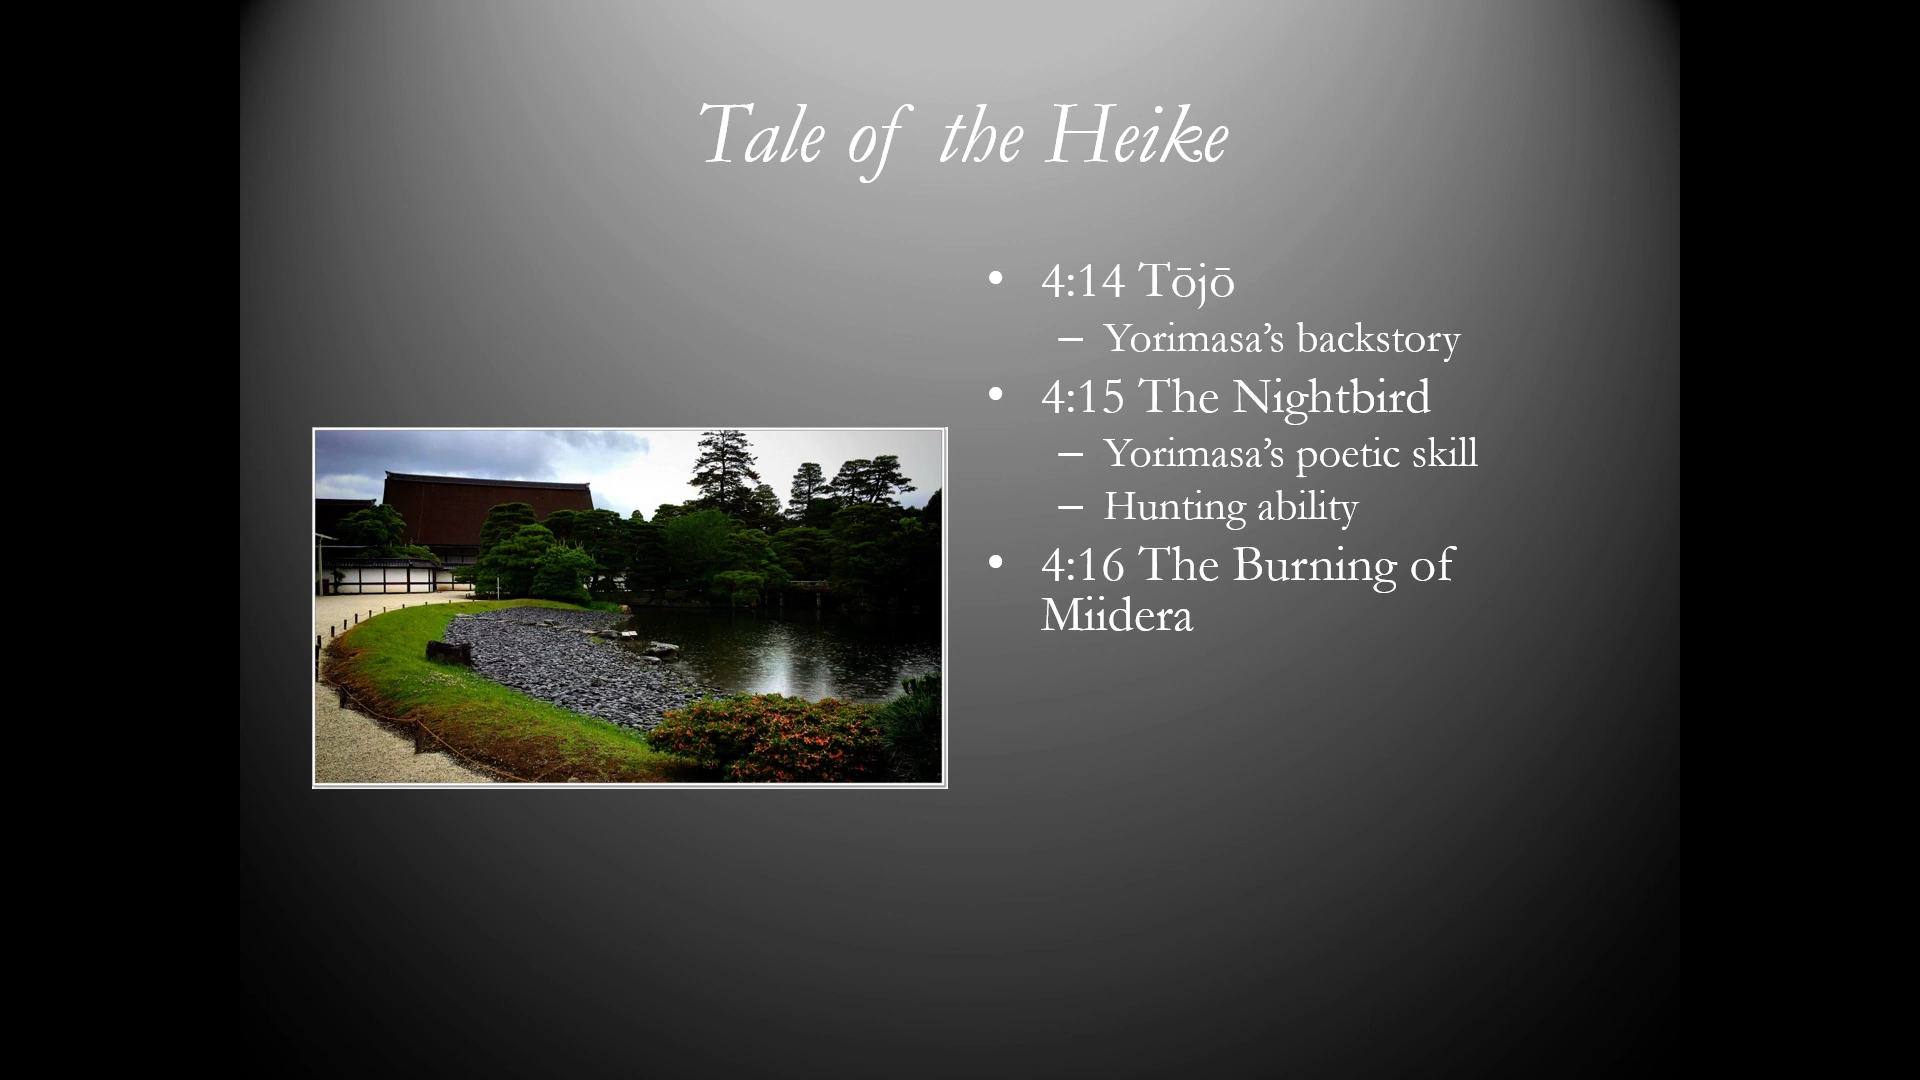 Tale of the Heike
• 4:14 Tōjō
– Yorimasa’s backstory
• 4:15 The Nightbird
– Yorimasa’s poetic skill
– Hunting ability
• 4:16 The Burning of
Miidera